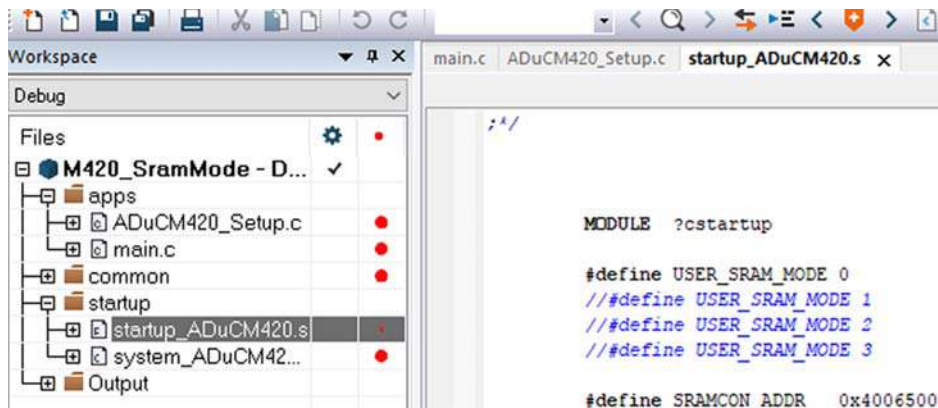 Workspace
Debug
Files
M420_SramMode - D...
apps
ADuCM420_Setup.c
main.c
common
startup
startup_ADuCM420.s
system_ADuCM42...
Output
main.c ADuCM420_Setup.c startup_ADuCM420.s
;*/
MODULE ?cstartup
#define USER_SRAM_MODE 0
//#define USER_SRAM_MODE 1
//#define USER_SRAM_MODE 2
//#define USER_SRAM_MODE 3
#define SRAMCON_ADDR 0x4006500